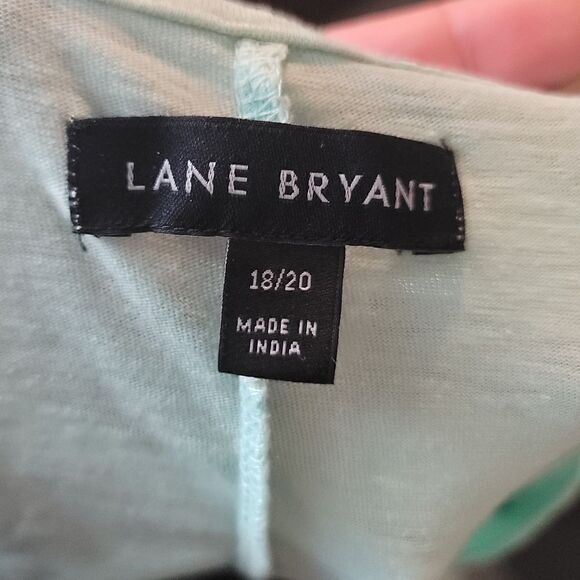 LANE BRYANT
18/20
MADE IN
INDIA